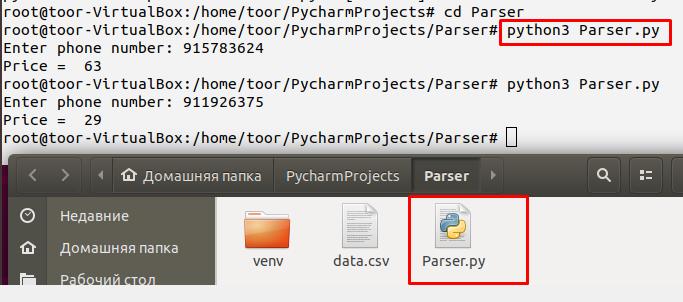 root@toor-VirtualBox:/home/toor/PycharmProjects# cd Parser
root@toor-VirtualBox:/home/toor/PycharmProjects/Parser# python3 Parser.py
Enter phone number: 915783624
Price =  63
root@toor-VirtualBox:/home/toor/PycharmProjects/Parser# python3 Parser.py
Enter phone number: 911926375
Price =  29
root@toor-VirtualBox:/home/toor/PycharmProjects/Parser#
Домашняя папка PycharmProjects Parser
Недавние
Домашняя папка
Рабочий стол
venv data.csv Parser.py